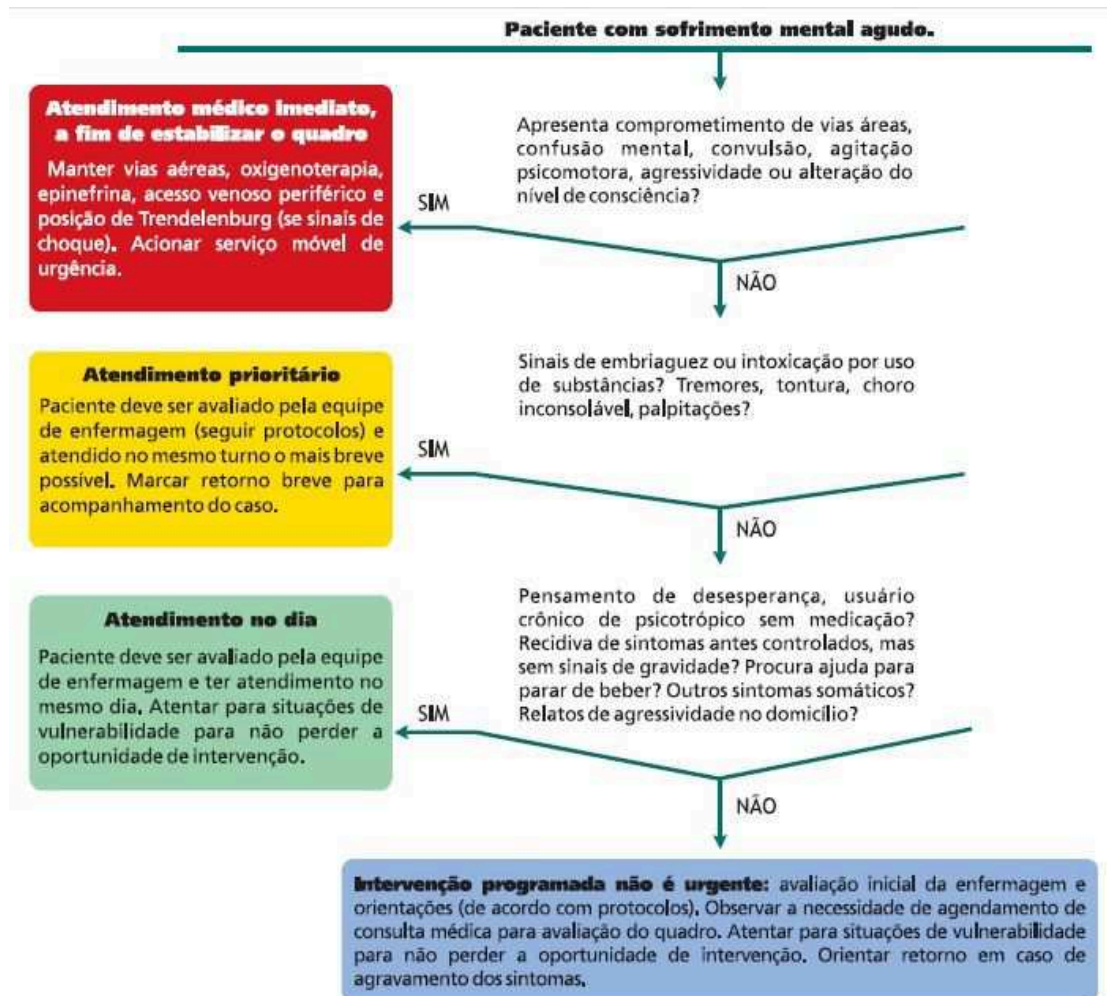 Paciente com sofrimento mental agudo.
Atendimento médico imediato,
a fim de estabilizar o quadro
Manter vias aéreas, oxigenoterapia,
epinefrina, acesso venoso periférico e
posição de Trendelenburg (se sinais de
choque). Acionar serviço móvel de
urgência.
Apresenta comprometimento de vias áreas,
confusão mental, convulsão, agitação
psicomotora, agressividade ou alteração do
nível de consciência?
SIM
NÃO
Atendimento prioritário
Paciente deve ser avaliado pela equipe
de enfermagem (seguir protocolos) e
atendido no mesmo turno o mais breve
possível. Marcar retorno breve para
acompanhamento do caso.
Sinais de embriaguez ou intoxicação por uso
de substâncias? Tremores, tontura, choro
inconsolável, palpitações?
SIM
NÃO
Atendimento no dia
Paciente deve ser avaliado pela equipe
de enfermagem e ter atendimento no
mesmo dia. Atentar para situações de
vulnerabilidade para não perder a
oportunidade de intervenção.
Pensamento de desesperança, usuário
crônico de psicotrópico sem medicação?
Recidiva de sintomas antes controlados, mas
sem sinais de gravidade? Procura ajuda para
parar de beber? Outros sintomas somáticos?
Relatos de agressividade no domicílio?
SIM
NÃO
Intervenção programada não é urgente: avaliação inicial da enfermagem e
orientações (de acordo com protocolos). Observar a necessidade de agendamento de
consulta médica para avaliação do quadro. Atentar para situações de vulnerabilidade
para não perder a oportunidade de intervenção. Orientar retorno em caso de
agravamento dos sintomas.